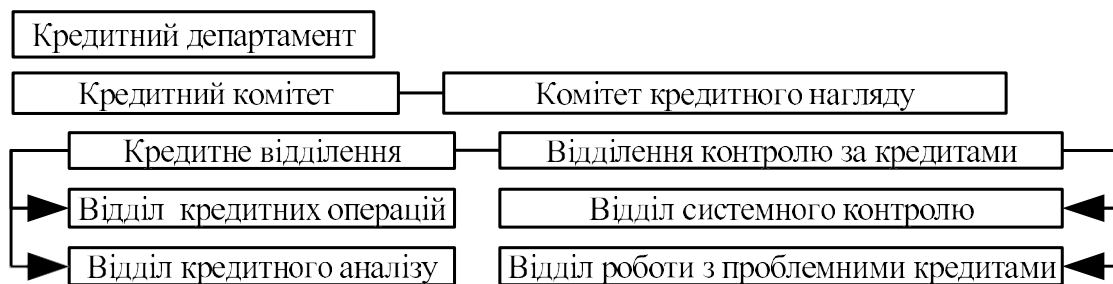 Кредитний департамент
Кредитний комітет
Комітет кредитного нагляду
Кредитне відділення
Відділення контролю за кредитами
Відділ кредитних операцій
Відділ системного контролю
Відділ кредитного аналізу
Відділ роботи з проблемними кредитами